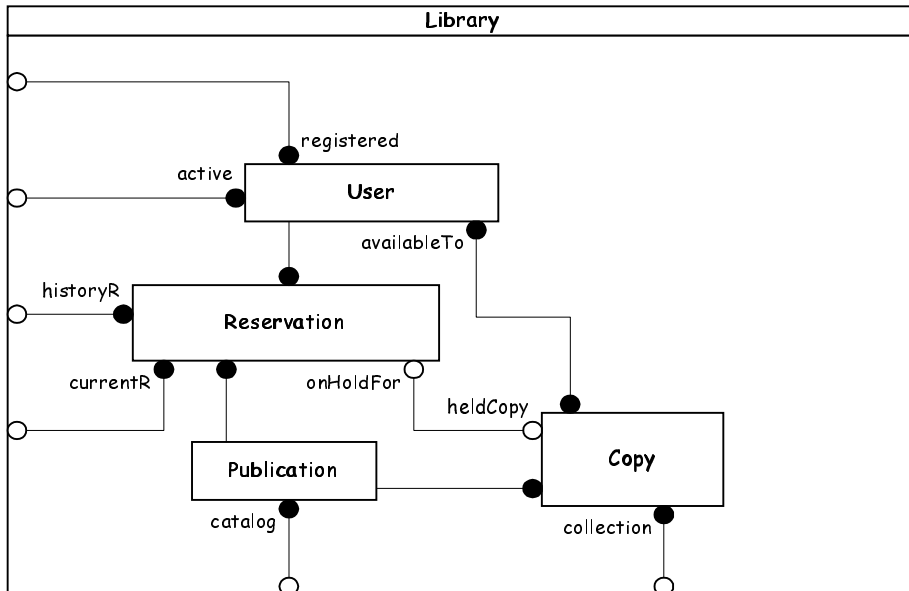 Library
registered
active
User
availableTo
historyR
Reservation
currentR
onHoldFor
heldCopy
Publication
Copy
catalog
collection